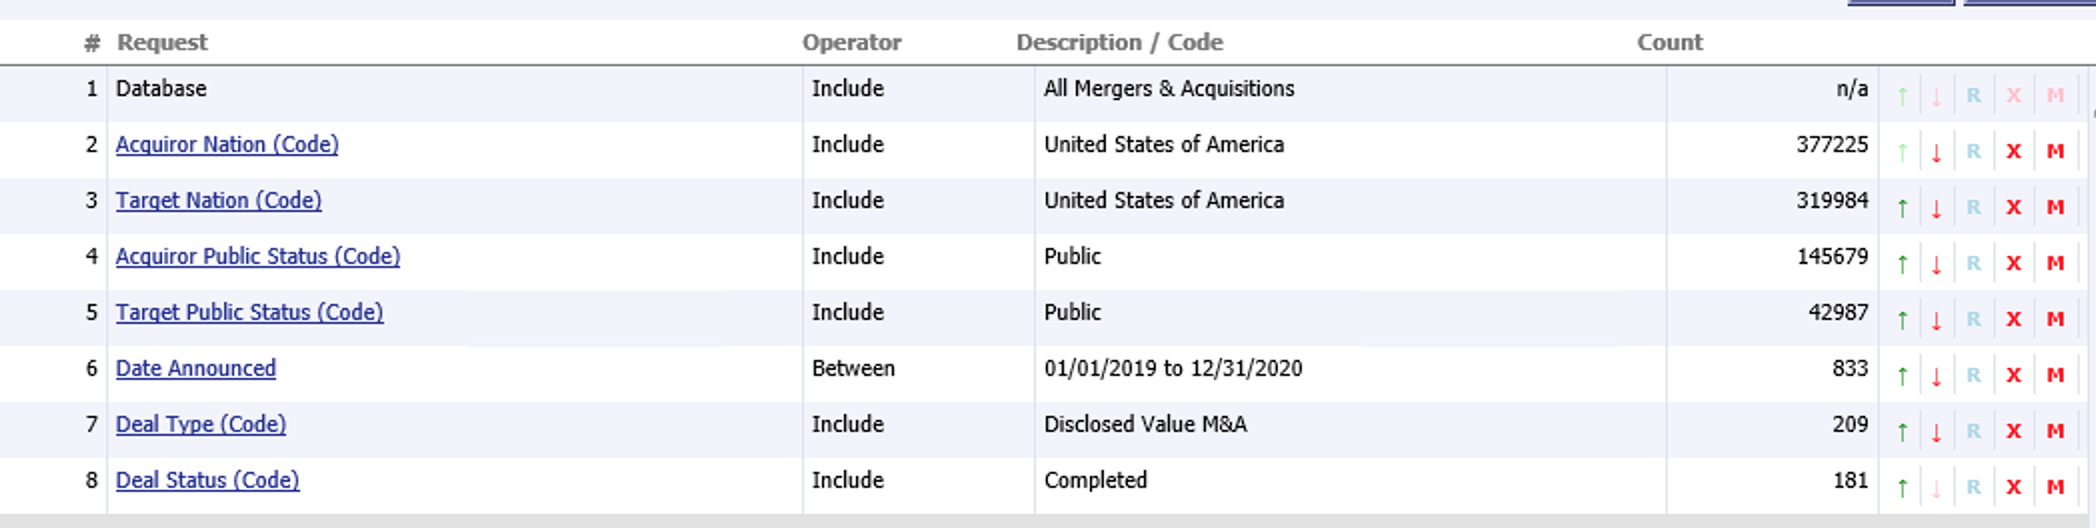 # Request Operator Description / Code Count
1 Database Include All Mergers & Acquisitions n/a ↑ ↓ R X M
2 Acquiror Nation (Code) Include United States of America 377225 ↑ ↓ R X M
3 Target Nation (Code) Include United States of America 319984 ↑ ↓ R X M
4 Acquiror Public Status (Code) Include Public 145679 ↑ ↓ R X M
5 Target Public Status (Code) Include Public 42987 ↑ ↓ R X M
6 Date Announced Between 01/01/2019 to 12/31/2020 833 ↑ ↓ R X M
7 Deal Type (Code) Include Disclosed Value M&A 209 ↑ ↓ R X M
8 Deal Status (Code) Include Completed 181 ↑ ↓ R X M